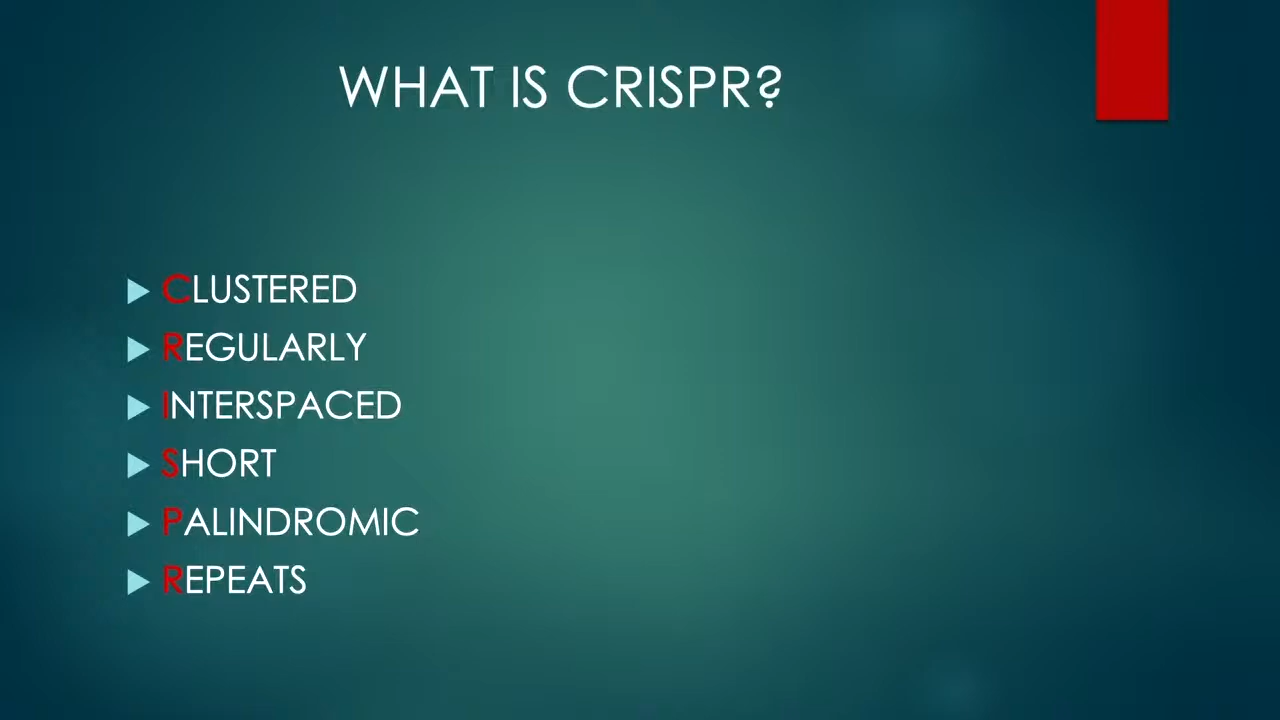 WHAT IS CRISPR?
CLUSTERED
REGULARLY
INTERSPACED
SHORT
PALINDROMIC
REPEATS